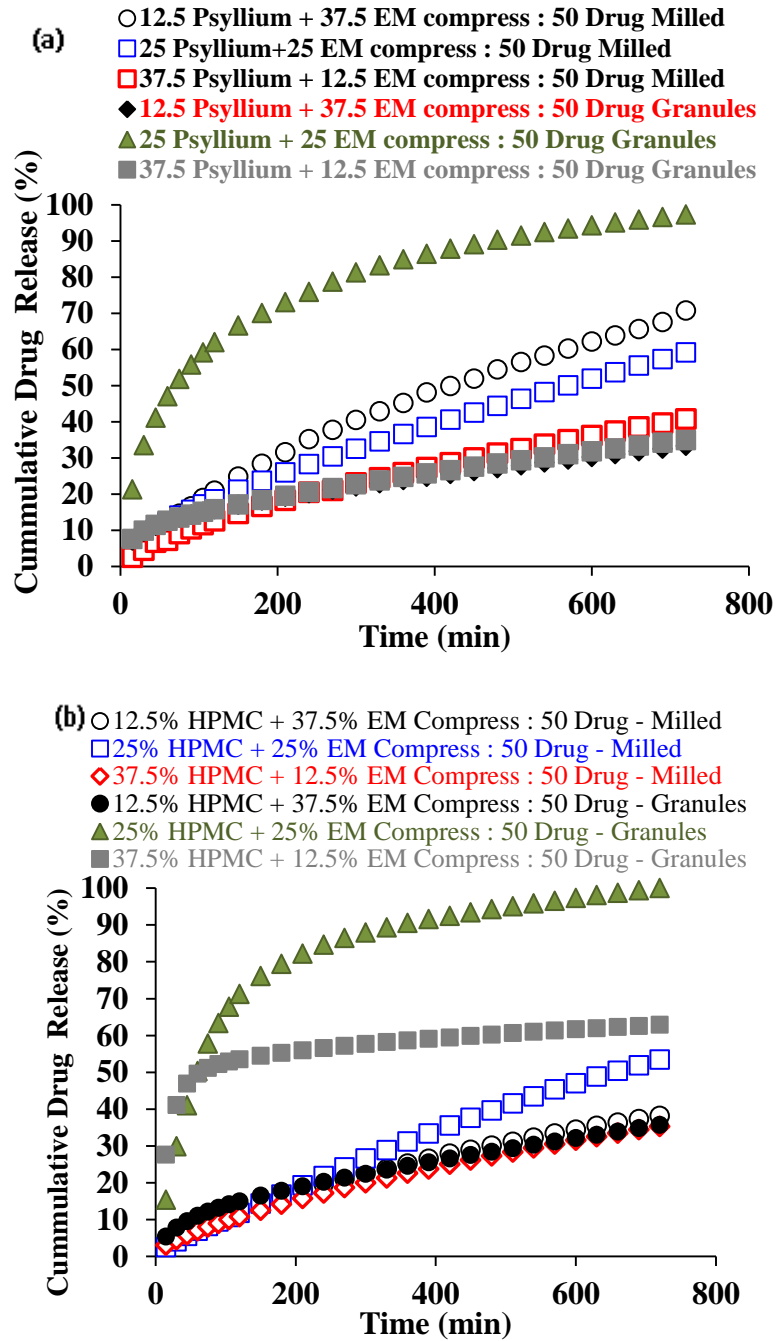 (a)
12.5 Psyllium + 37.5 EM compress : 50 Drug Milled
25 Psyllium+25 EM compress : 50 Drug Milled
37.5 Psyllium + 12.5 EM compress : 50 Drug Milled
12.5 Psyllium + 37.5 EM compress : 50 Drug Granules
25 Psyllium + 25 EM compress : 50 Drug Granules
37.5 Psyllium + 12.5 EM compress : 50 Drug Granules
Cummulative Drug Release (%)
100
90
80
70
60
50
40
30
20
10
0
0 200 400 600 800
Time (min)
(b)
12.5% HPMC + 37.5% EM Compress : 50 Drug - Milled
25% HPMC + 25% EM Compress : 50 Drug - Milled
37.5% HPMC + 12.5% EM Compress : 50 Drug - Milled
12.5% HPMC + 37.5% EM Compress : 50 Drug - Granules
25% HPMC + 25% EM Compress : 50 Drug - Granules
37.5% HPMC + 12.5% EM Compress : 50 Drug - Granules
Cummulative Drug Release (%)
100
90
80
70
60
50
40
30
20
10
0
0 200 400 600 800
Time (min)